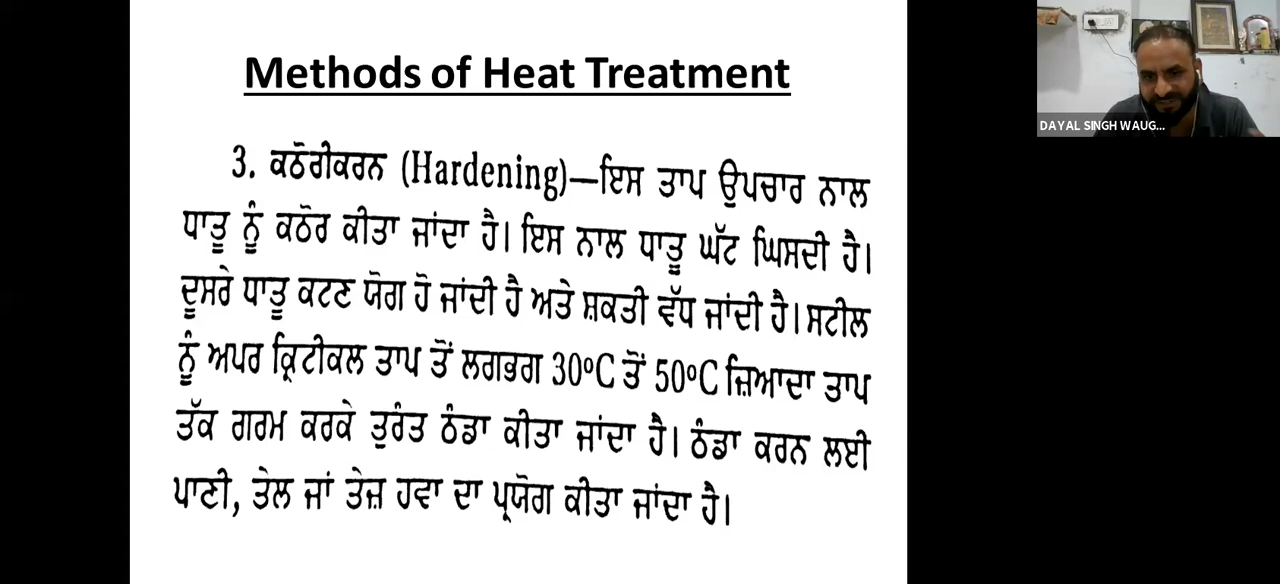 Methods of Heat Treatment
DAYAL SINGH WAUG...
3. ਕਠੋਰੀਕਰਨ (Hardening)—ਇਸ ਤਾਪ ਉਪਚਾਰ ਨਾਲ
ਧਾਤੂ ਨੂੰ ਕਠੋਰ ਕੀਤਾ ਜਾਂਦਾ ਹੈ। ਇਸ ਨਾਲ ਧਾਤੂ ਘੱਟ ਘਿਸਦੀ ਹੈ।
ਦੂਸਰੇ ਧਾਤੂ ਕਟਣ ਯੋਗ ਹੋ ਜਾਂਦੀ ਹੈ ਅਤੇ ਸ਼ਕਤੀ ਵੱਧ ਜਾਂਦੀ ਹੈ। ਸਟੀਲ
ਨੂੰ ਅਪਰ ਕ੍ਰਿਟੀਕਲ ਤਾਪ ਤੋਂ ਲਗਭਗ 30°C ਤੋਂ 50°C ਜ਼ਿਆਦਾ ਤਾਪ
ਤੱਕ ਗਰਮ ਕਰਕੇ ਤੁਰੰਤ ਠੰਡਾ ਕੀਤਾ ਜਾਂਦਾ ਹੈ। ਠੰਡਾ ਕਰਨ ਲਈ
ਪਾਣੀ, ਤੇਲ ਜਾਂ ਤੇਜ਼ ਹਵਾ ਦਾ ਪ੍ਰਯੋਗ ਕੀਤਾ ਜਾਂਦਾ ਹੈ।